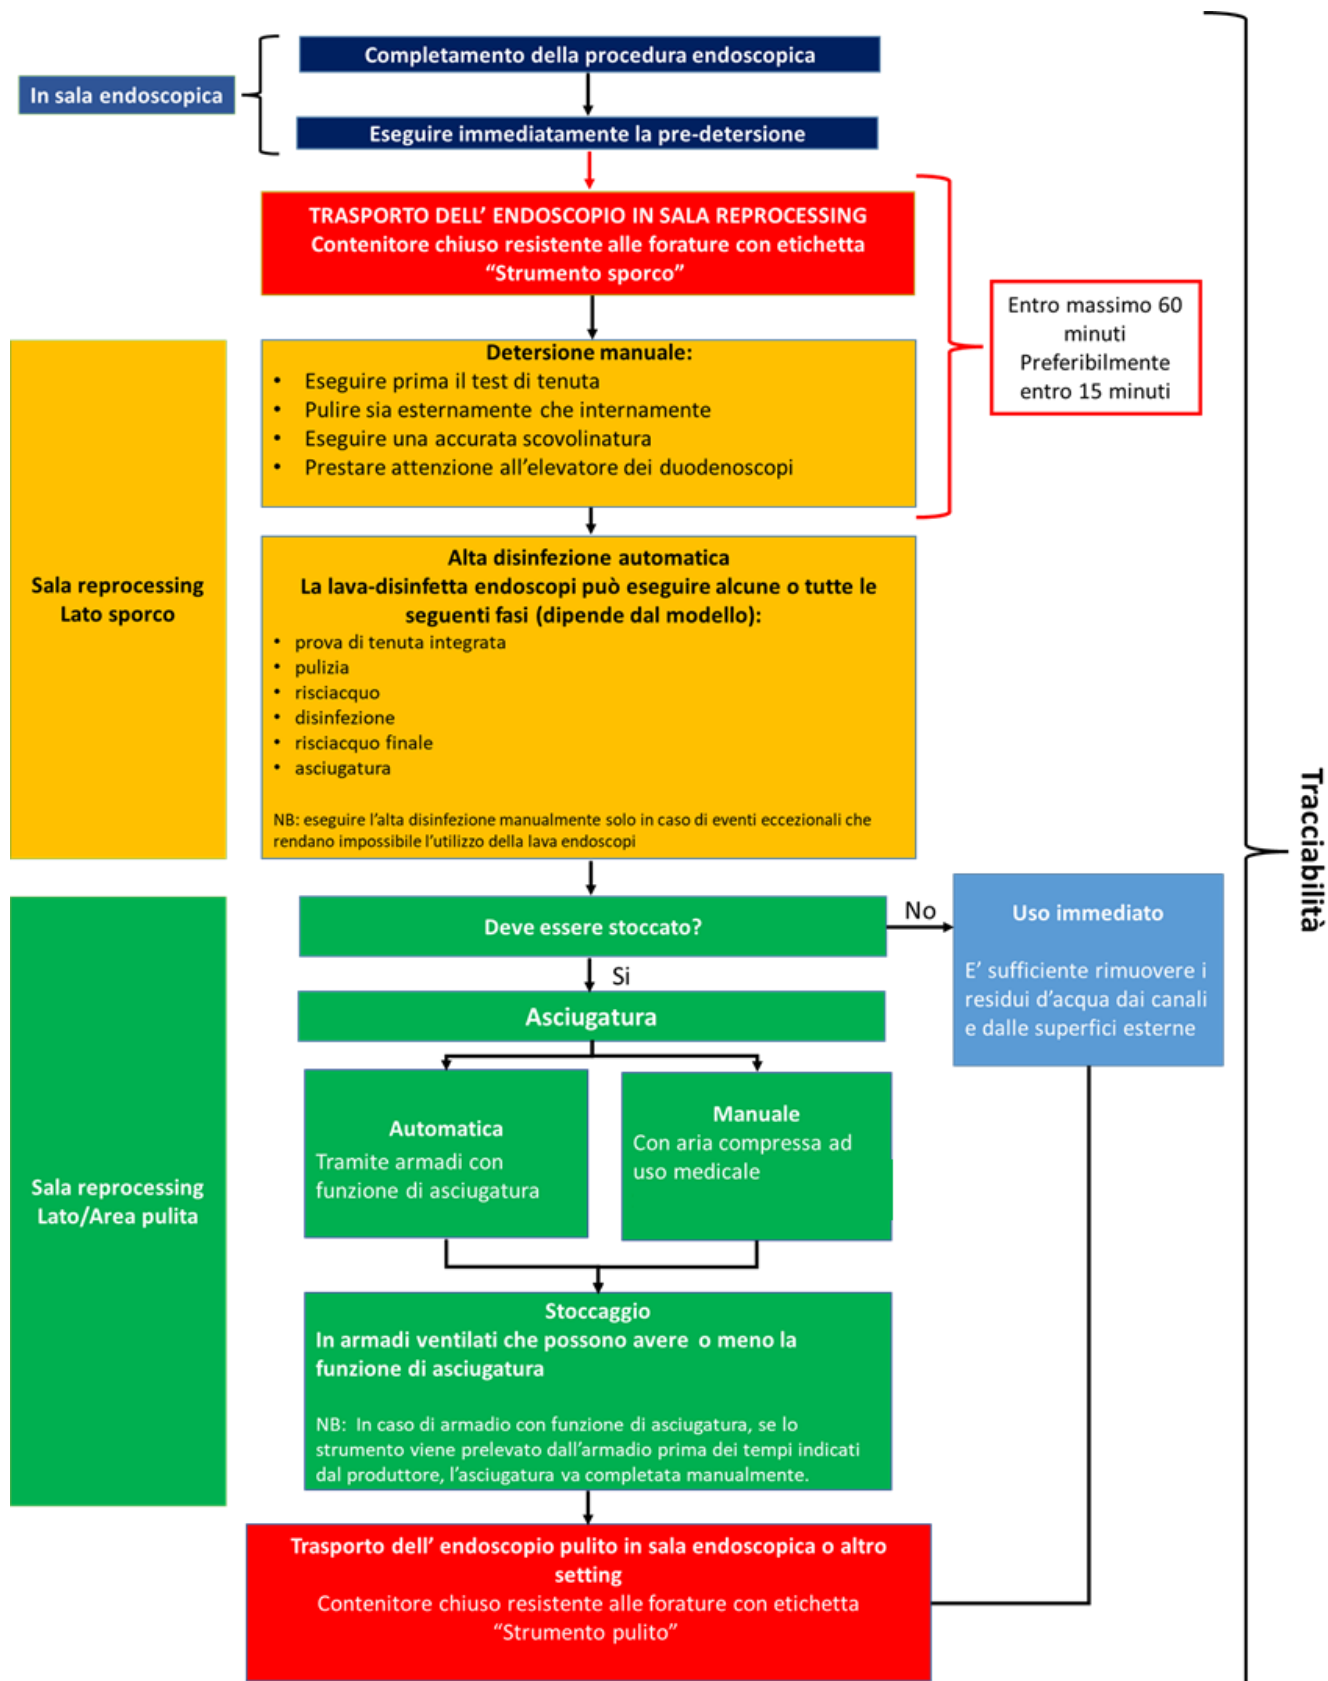 Completamento della procedura endoscopica
In sala endoscopica
Eseguire immediatamente la pre-detersione
TRASPORTO DELL’ ENDOSCOPIO IN SALA REPROCESSING
Contenitore chiuso resistente alle forature con etichetta
“Strumento sporco”
Entro massimo 60
minuti
Preferibilmente
entro 15 minuti
Detersione manuale:
• Eseguire prima il test di tenuta
• Pulire sia esternamente che internamente
• Eseguire una accurata scovolinatura
• Prestare attenzione all’elevatore dei duodenoscopi
Sala reprocessing
Lato sporco
Alta disinfezione automatica
La lava-disinfetta endoscopi può eseguire alcune o tutte le
seguenti fasi (dipende dal modello):
• prova di tenuta integrata
• pulizia
• risciacquo
• disinfezione
• risciacquo finale
• asciugatura
NB: eseguire l’alta disinfezione manualmente solo in caso di eventi eccezionali che
rendano impossibile l’utilizzo della lava endoscopi
Tracciabilità
Deve essere stoccato?
No
Uso immediato
E’ sufficiente rimuovere i
residui d’acqua dai canali
e dalle superfici esterne
Si
Asciugatura
Automatica
Tramite armadi con
funzione di asciugatura
Manuale
Con aria compressa ad
uso medicale
Sala reprocessing
Lato/Area pulita
Stoccaggio
In armadi ventilati che possono avere o meno la
funzione di asciugatura
NB: In caso di armadio con funzione di asciugatura, se lo
strumento viene prelevato dall’armadio prima dei tempi indicati
dal produttore, l’asciugatura va completata manualmente.
Trasporto dell’ endoscopio pulito in sala endoscopica o altro
setting
Contenitore chiuso resistente alle forature con etichetta
“Strumento pulito”